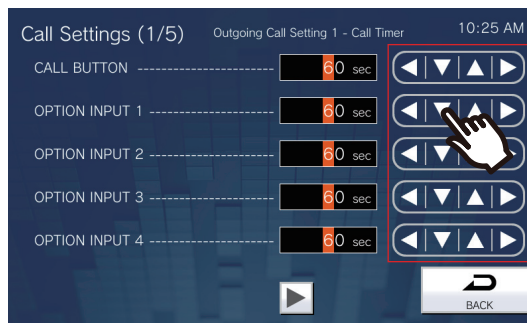 Call Settings (1/5) Outgoing Call Setting 1 - Call Timer 10:25 AM
CALL BUTTON ---------------------- 60 sec
OPTION INPUT 1 -------------------- 60 sec
OPTION INPUT 2 -------------------- 60 sec
OPTION INPUT 3 -------------------- 60 sec
OPTION INPUT 4 -------------------- 60 sec
BACK